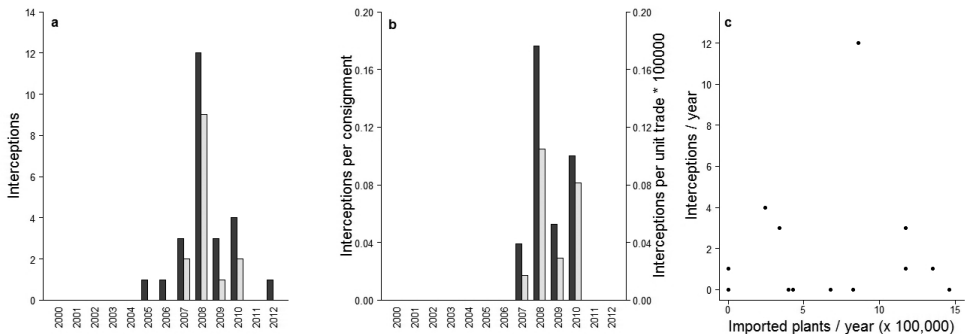 a
Interceptions
14
12
10
8
6
4
2
0
2000 2001 2002 2003 2004 2005 2006 2007 2008 2009 2010 2011 2012
b
Interceptions per consignment
0.20
0.16
0.12
0.08
0.04
0.00
2000 2001 2002 2003 2004 2005 2006 2007 2008 2009 2010 2011 2012
0.20
0.16
0.12
0.08
0.04
0.00
Interceptions per unit trade * 100000
c
Interceptions / year
12
10
8
6
4
2
0
0 5 10 15
Imported plants / year (x 100,000)